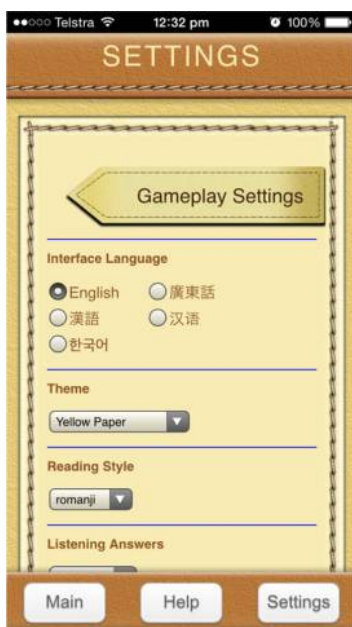 Telstra 12:32 pm 100%
SETTINGS
Gameplay Settings
Interface Language
English 廣東話
漢語 汉语
한국어
Theme
Yellow Paper
Reading Style
romanji
Listening Answers
Main Help Settings